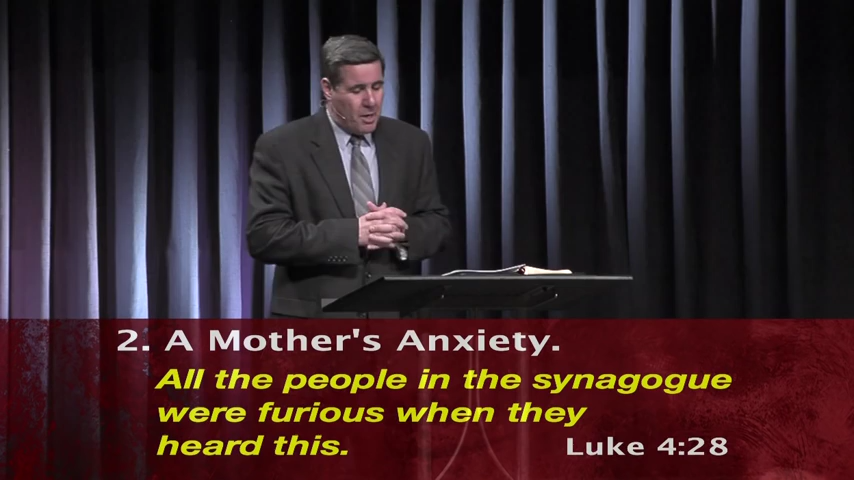 2. A Mother's Anxiety.
All the people in the synagogue
were furious when they
heard this.
Luke 4:28